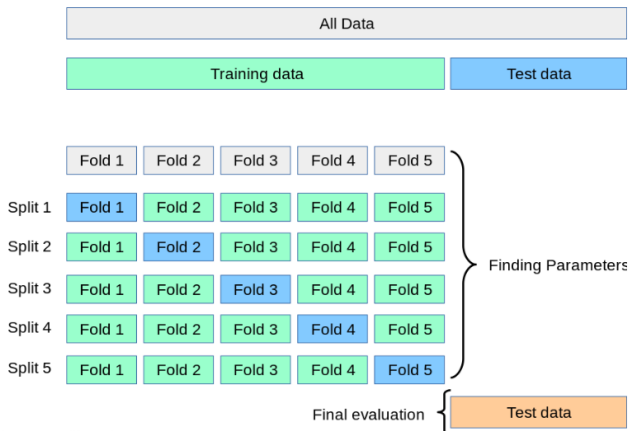 All Data
Training data Test data
Fold 1 Fold 2 Fold 3 Fold 4 Fold 5
Split 1 Fold 1 Fold 2 Fold 3 Fold 4 Fold 5
Split 2 Fold 1 Fold 2 Fold 3 Fold 4 Fold 5
Finding Parameters
Split 3 Fold 1 Fold 2 Fold 3 Fold 4 Fold 5
Split 4 Fold 1 Fold 2 Fold 3 Fold 4 Fold 5
Split 5 Fold 1 Fold 2 Fold 3 Fold 4 Fold 5
Final evaluation Test data